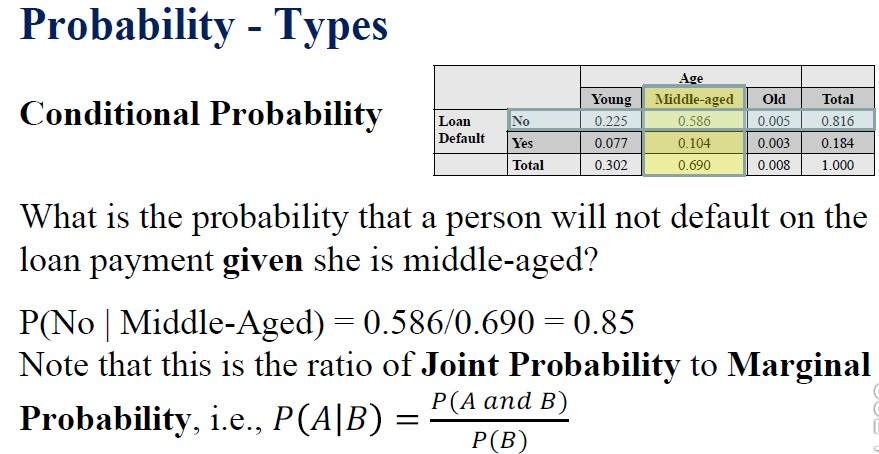 Probability - Types
Conditional Probability
Age
Young Middle-aged Old Total
Loan Default No 0.225 0.586 0.005 0.816
Yes 0.077 0.104 0.003 0.184
Total 0.302 0.690 0.008 1.000
What is the probability that a person will not default on the
loan payment given she is middle-aged?
P(No | Middle-Aged) = 0.586/0.690 = 0.85
Note that this is the ratio of Joint Probability to Marginal
Probability, i.e., P(A|B) = P(A and B) / P(B)